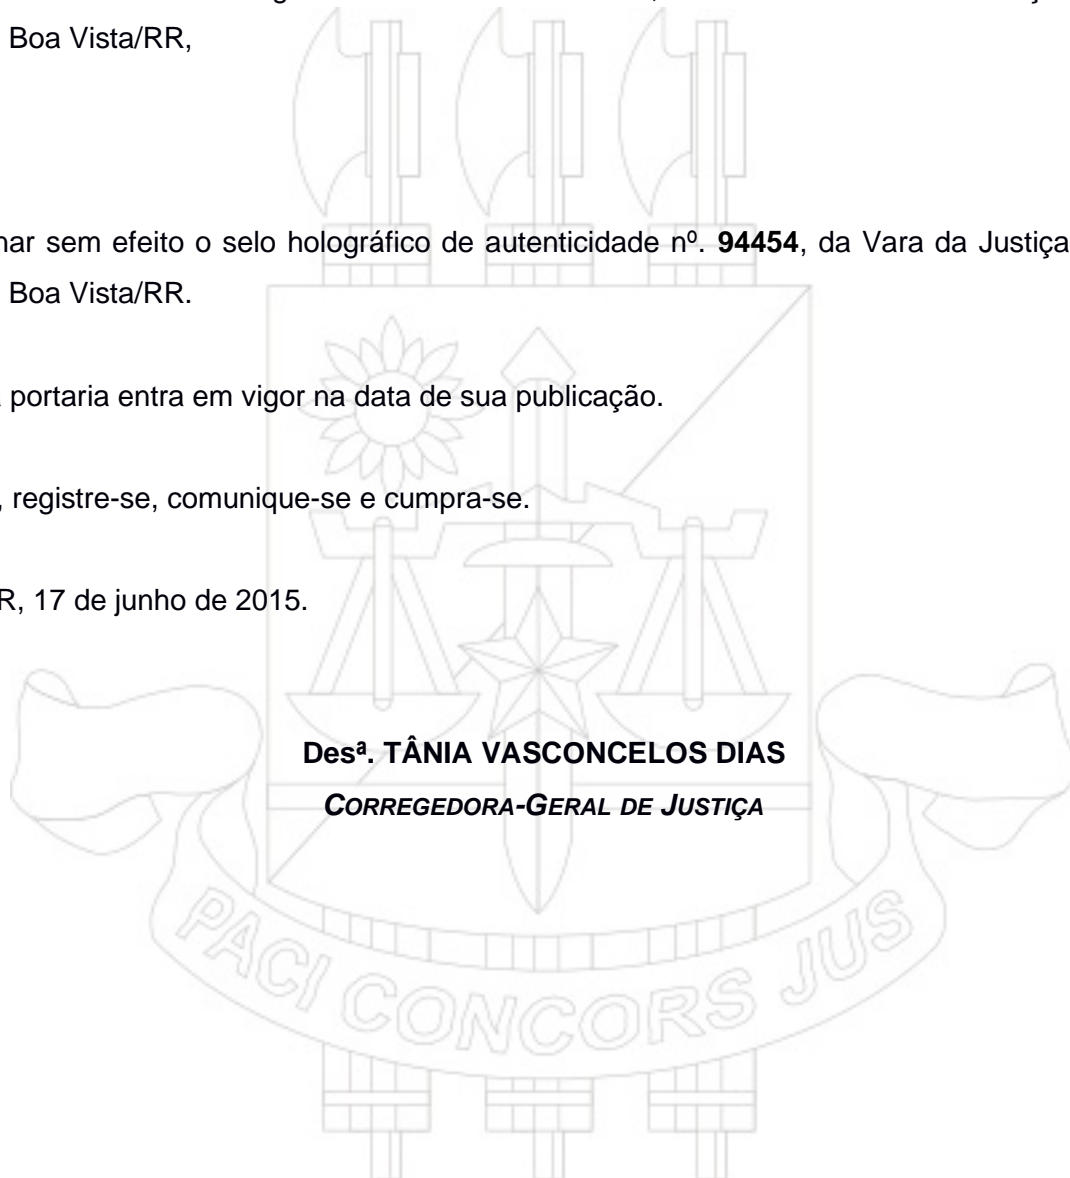 Boa Vista/RR,
nar sem efeito o selo holográfico de autenticidade nº. 94454, da Vara da Justiça
Boa Vista/RR.
portaria entra em vigor na data de sua publicação.
, registre-se, comunique-se e cumpra-se.
R, 17 de junho de 2015.
Desª. TÂNIA VASCONCELOS DIAS
CORREGEDORA-GERAL DE JUSTIÇA
PACI CONCORS JUS